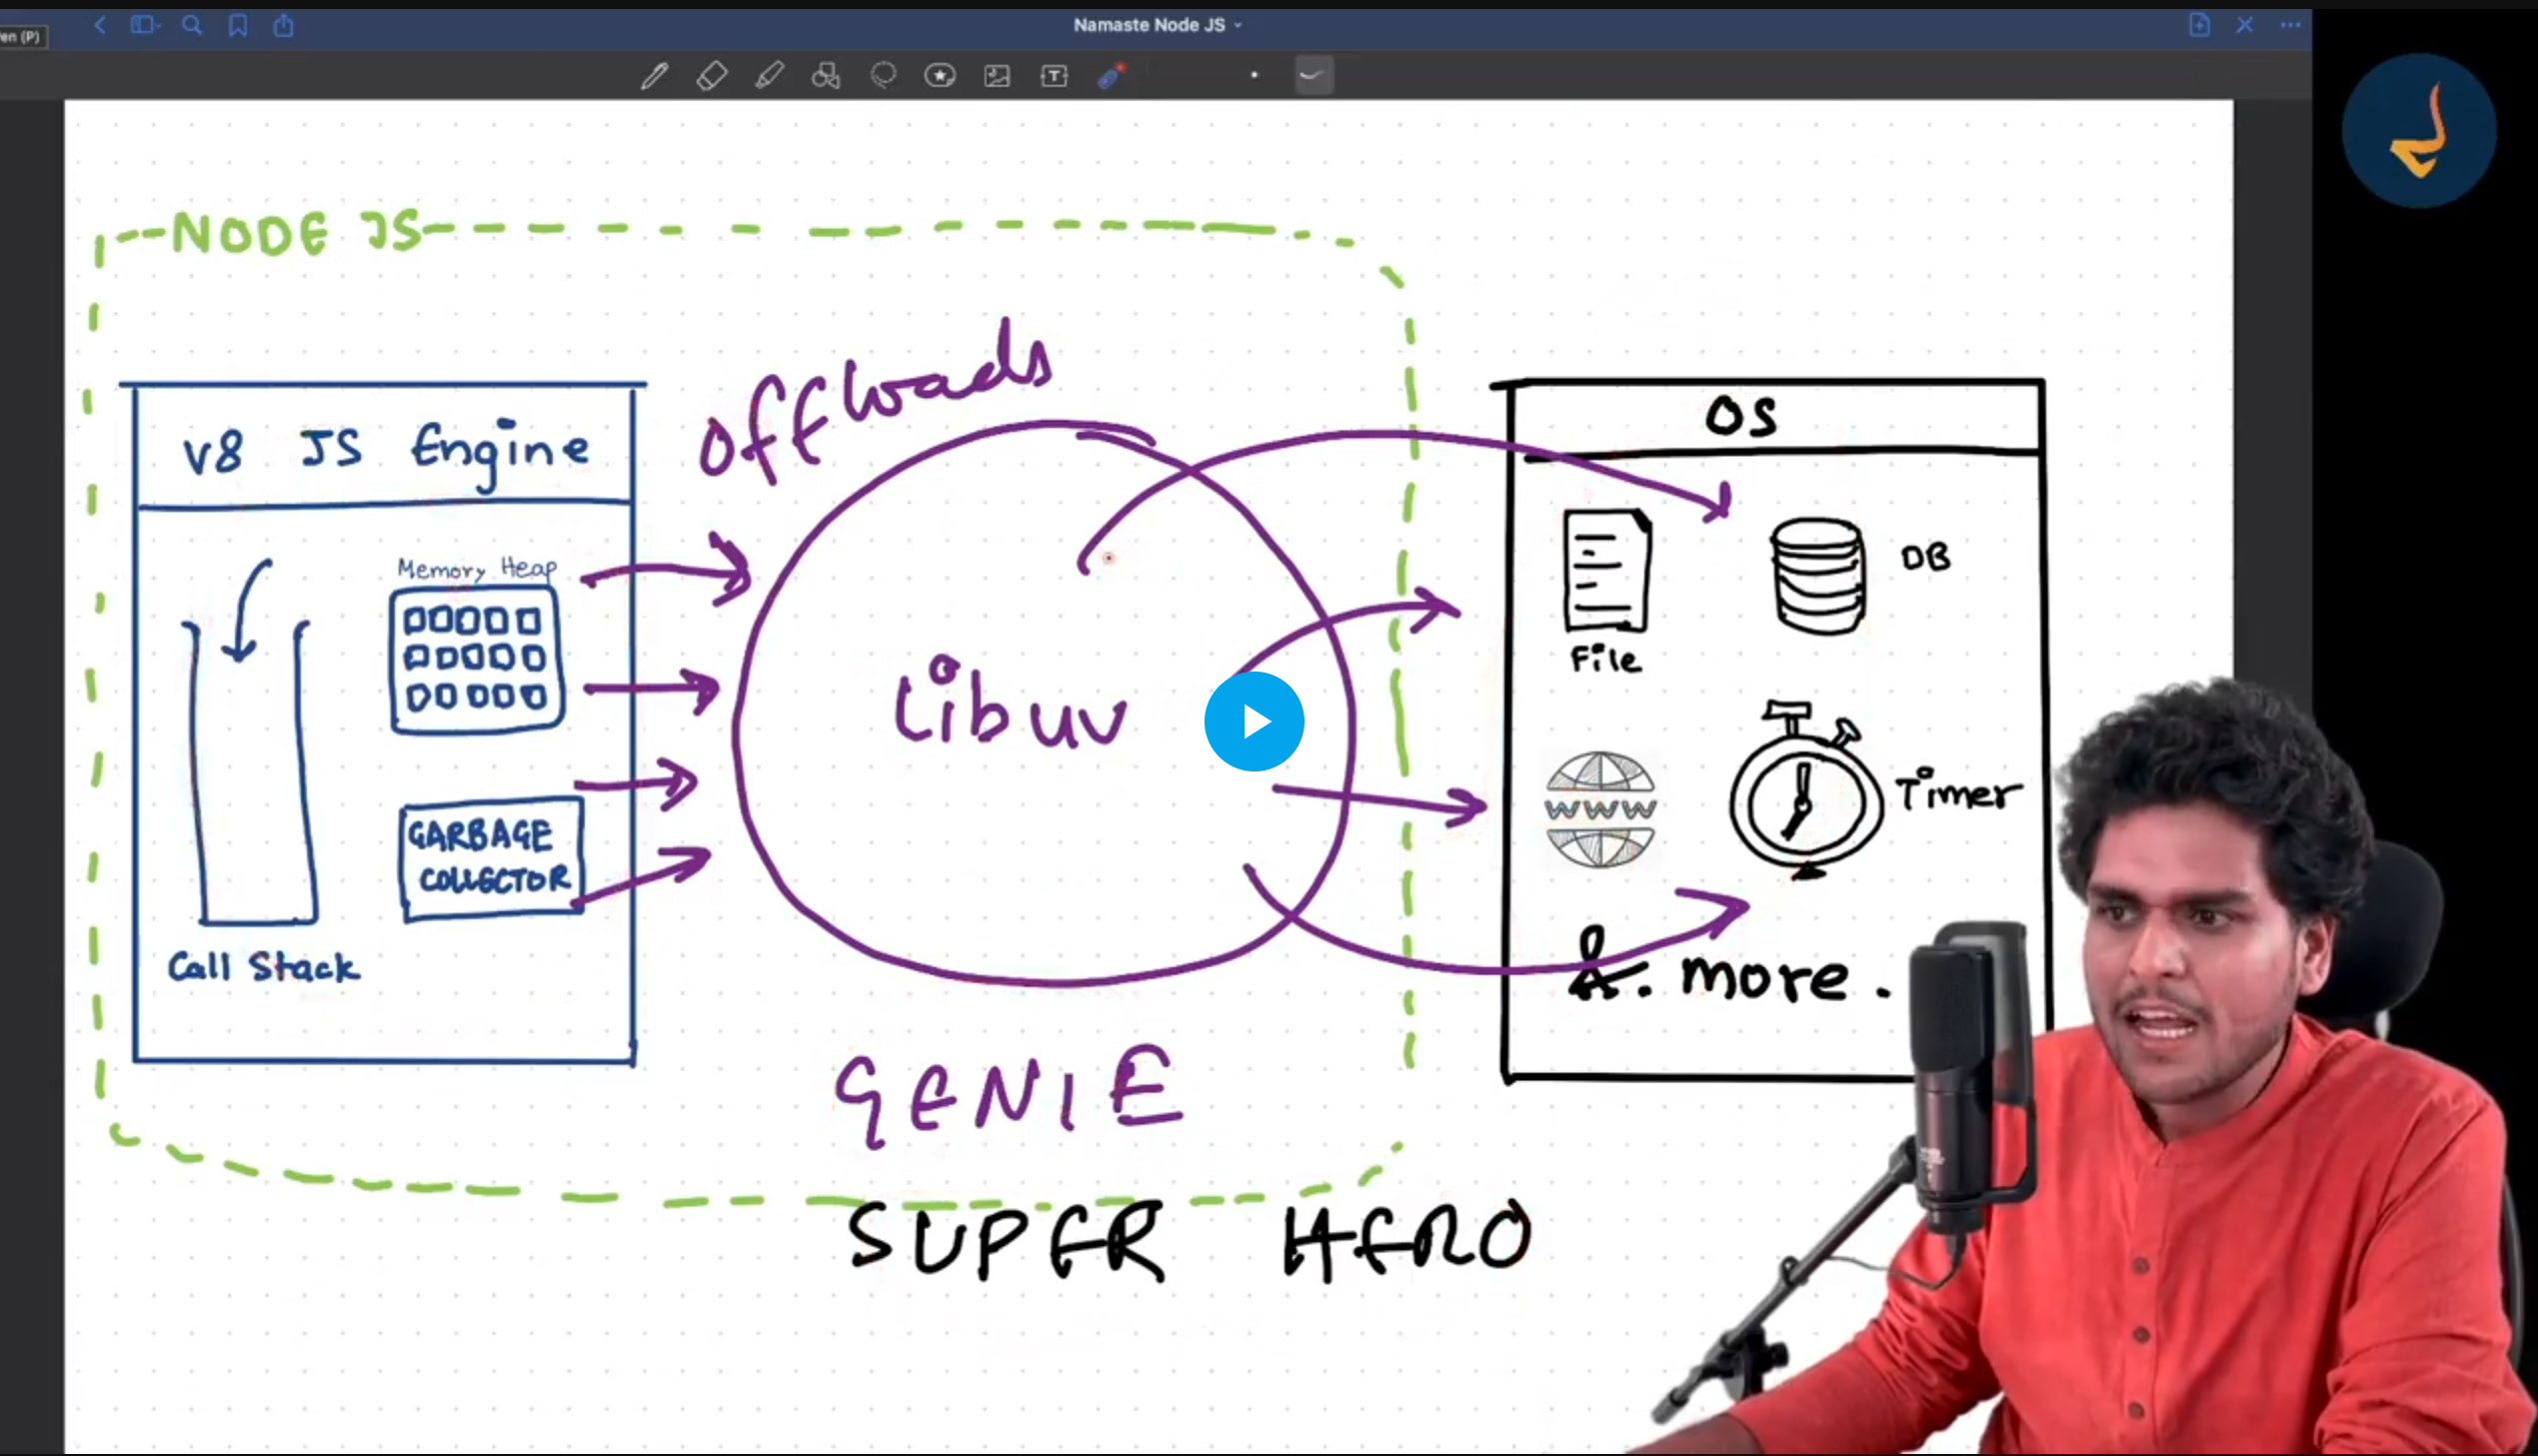 Namaste Node JS
en (P)
NODE JS
offloads
V8 JS Engine
OS
Memory Heap
DB
File
Libuv
WWW
Timer
GARBAGE
COLLECTOR
Call Stack
&. more.
GENIE
SUPER HERO